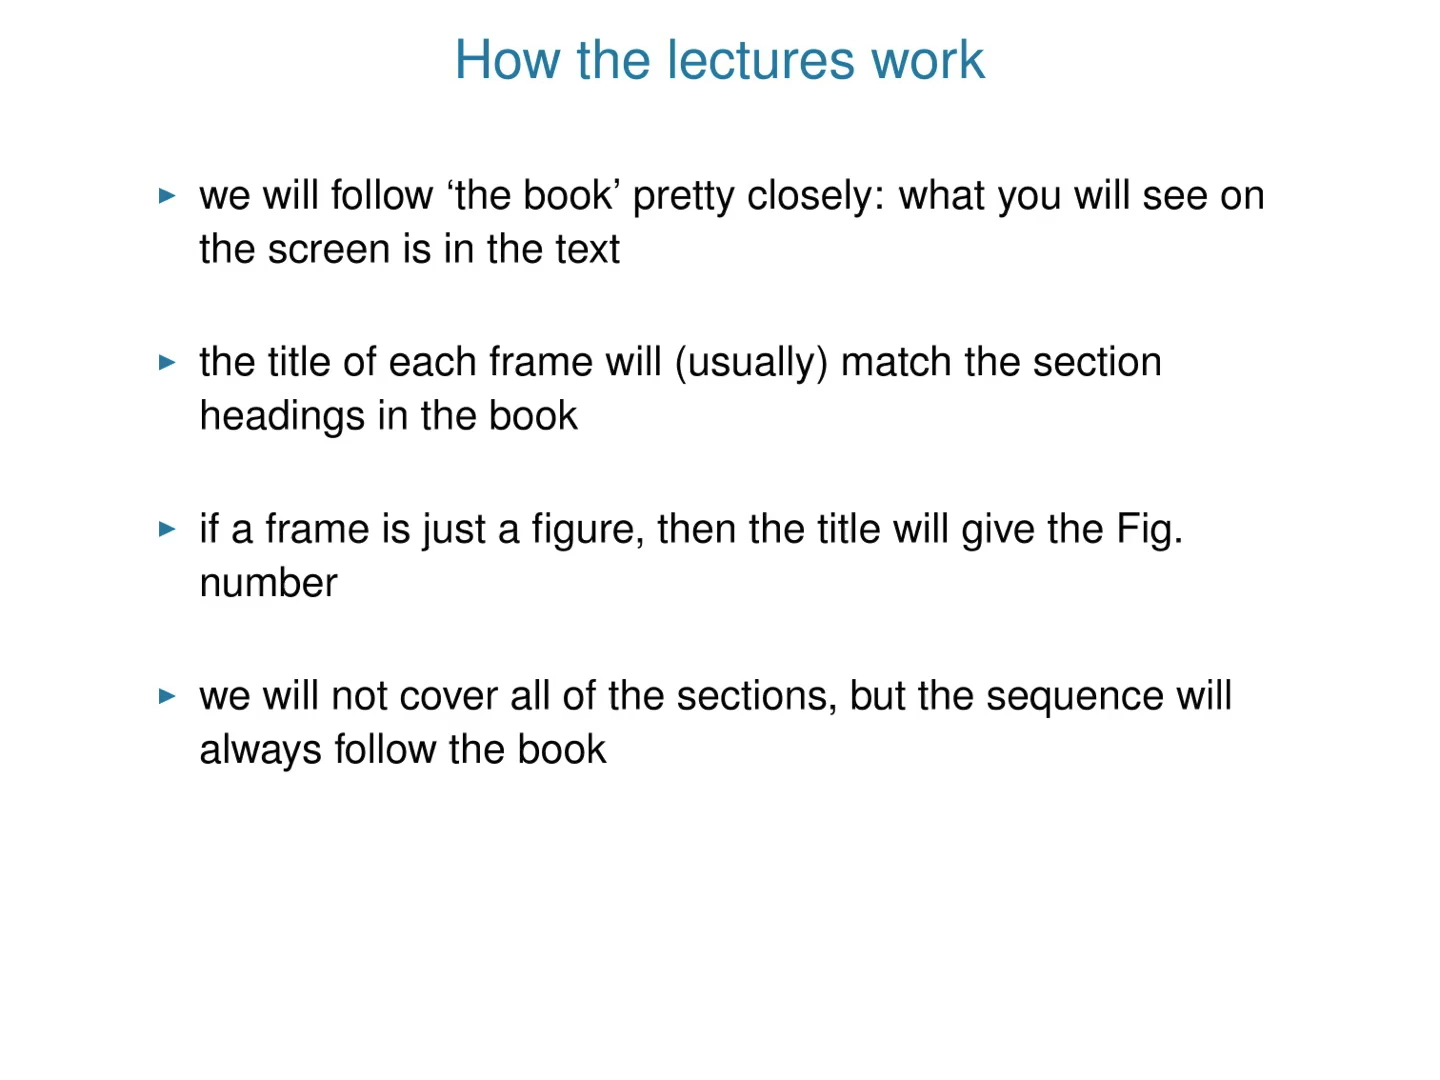 How the lectures work
▶ we will follow ‘the book’ pretty closely: what you will see on
the screen is in the text
▶ the title of each frame will (usually) match the section
headings in the book
▶ if a frame is just a figure, then the title will give the Fig.
number
▶ we will not cover all of the sections, but the sequence will
always follow the book